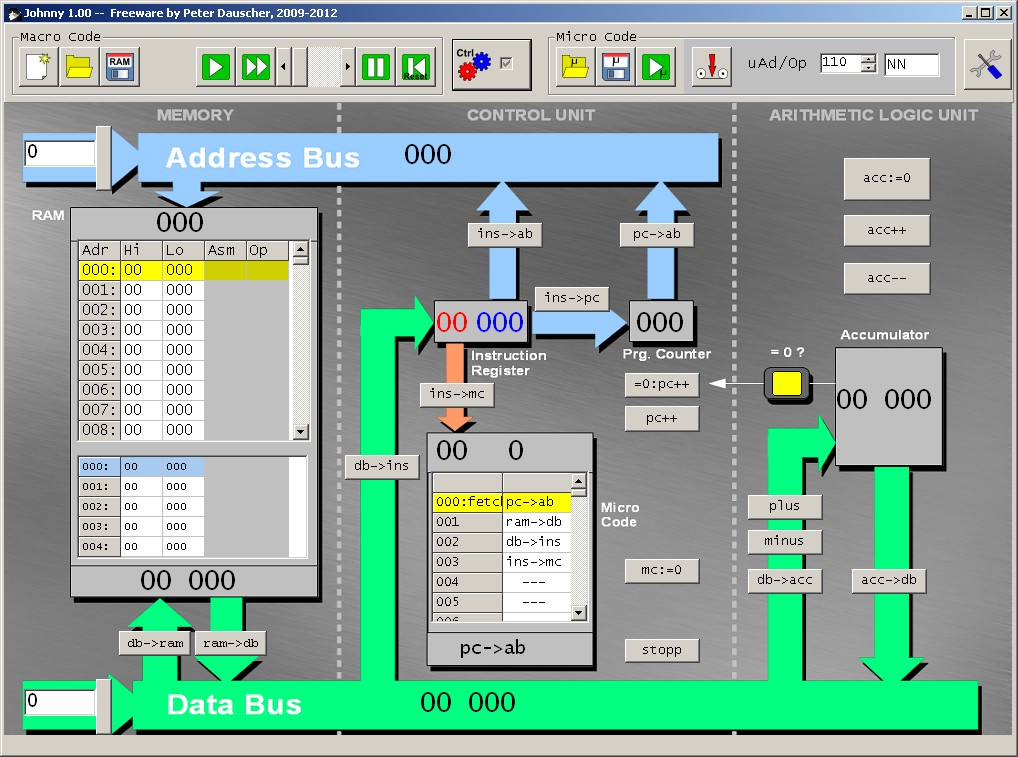 Johnny 1.00 -- Freeware by Peter Dauscher, 2009-2012
Macro Code
RAM
Reset
Ctrl
Micro Code
µ
µ
µ
uAd/Op
110
NN
MEMORY
CONTROL UNIT
ARITHMETIC LOGIC UNIT
0
Address Bus 000
RAM
000
Adr Hi Lo Asm Op
000: 00 000
001: 00 000
002: 00 000
003: 00 000
004: 00 000
005: 00 000
006: 00 000
007: 00 000
008: 00 000
000: 00 000
001: 00 000
002: 00 000
003: 00 000
004: 00 000
00 000
db->ram
ram->db
ins->ab
pc->ab
ins->pc
00 000
Instruction
Register
000
Prg. Counter
=0:pc++
pc++
ins->mc
db->ins
00 0
000:fetch pc->ab
001 ram->db
002 db->ins
003 ins->mc
004 ---
005 ---
006
pc->ab
Micro
Code
mc:=0
stopp
acc:=0
acc++
acc--
Accumulator
= 0 ?
00 000
plus
minus
db->acc
acc->db
0
Data Bus 00 000